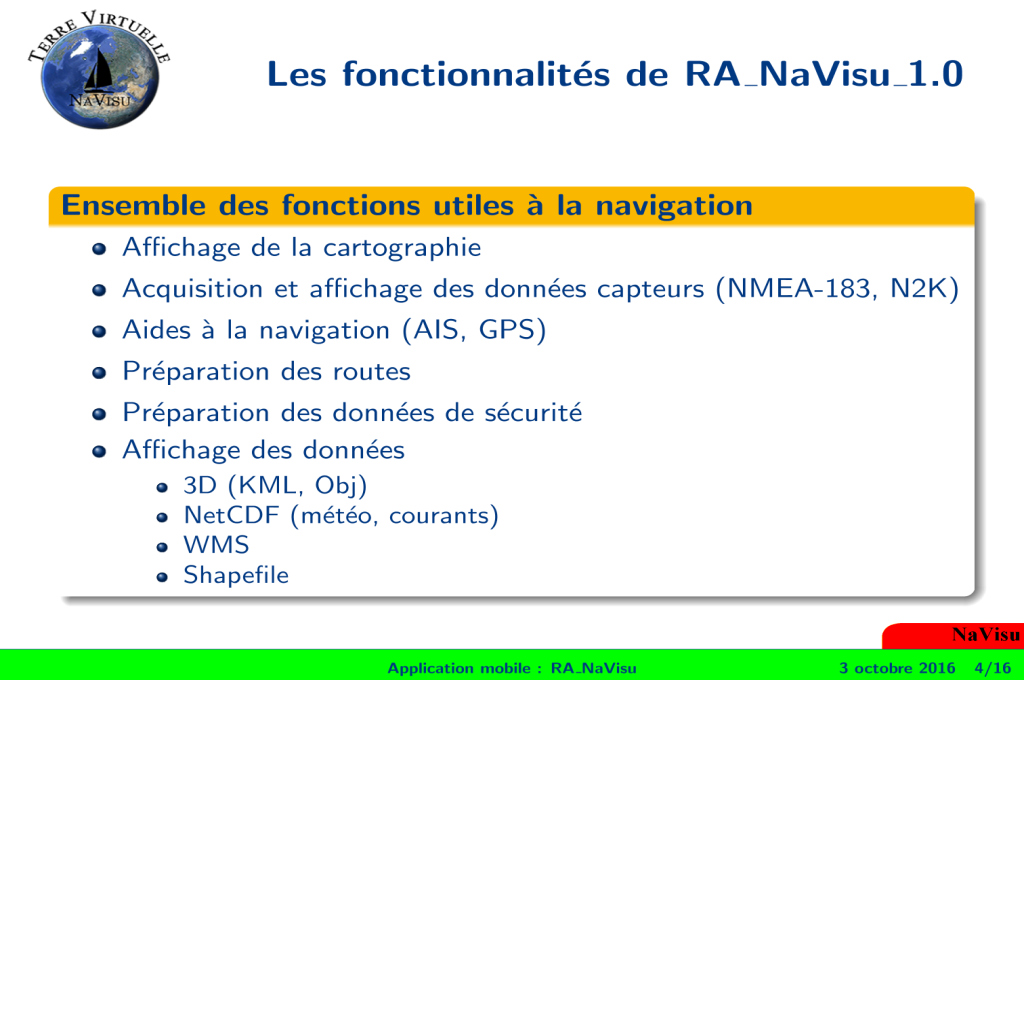 TERRE VIRTUELLE
NAVISU
Les fonctionnalités de RA_NaVisu_1.0
Ensemble des fonctions utiles à la navigation
Affichage de la cartographie
Acquisition et affichage des données capteurs (NMEA-183, N2K)
Aides à la navigation (AIS, GPS)
Préparation des routes
Préparation des données de sécurité
Affichage des données
3D (KML, Obj)
NetCDF (météo, courants)
WMS
Shapefile
NaVisu
Application mobile : RA_NaVisu 3 octobre 2016 4/16